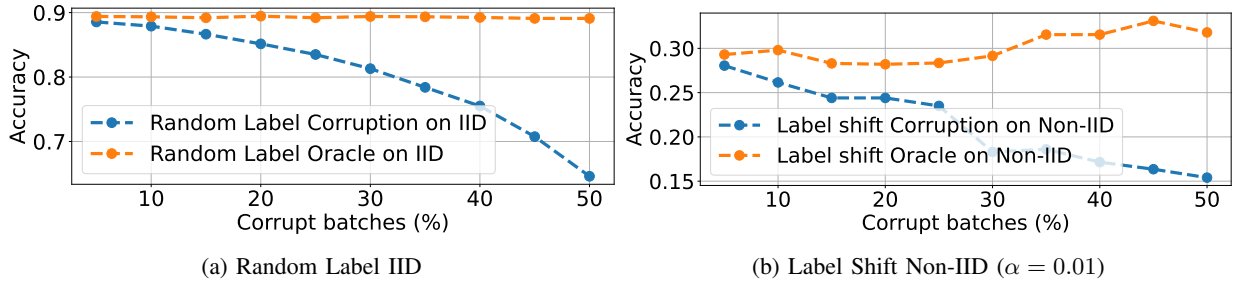 0.9
0.8
0.7
Accuracy
Random Label Corruption on IID
Random Label Oracle on IID
10 20 30 40 50
Corrupt batches (%)
(a) Random Label IID
0.30
0.25
0.20
0.15
Accuracy
Label shift Corruption on Non-IID
Label shift Oracle on Non-IID
10 20 30 40 50
Corrupt batches (%)
(b) Label Shift Non-IID (α = 0.01)